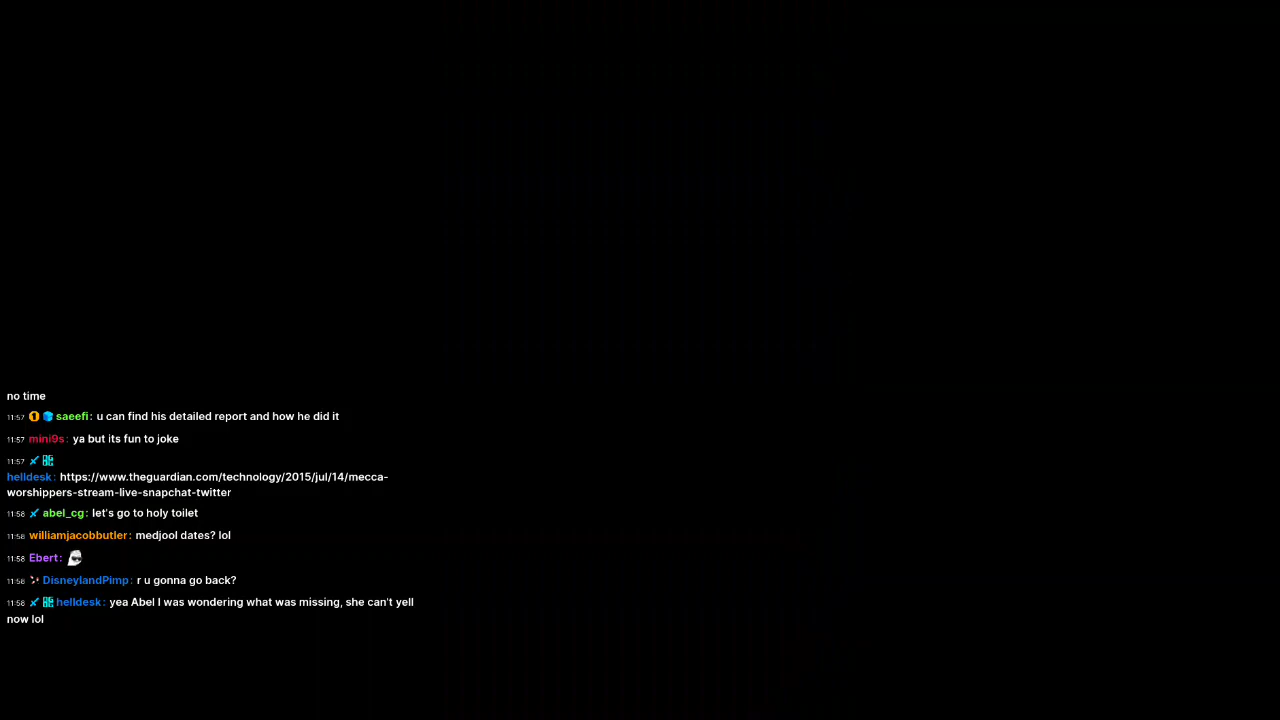 no time
11:57 saeefi: u can find his detailed report and how he did it
11:57 mini9s: ya but its fun to joke
11:57
helldesk: https://www.theguardian.com/technology/2015/jul/14/mecca-
worshippers-stream-live-snapchat-twitter
11:58 abel_cg: let's go to holy toilet
11:58 williamjacobbutler: medjool dates? lol
11:58 Ebert:
11:58 DisneylandPimp: r u gonna go back?
11:58 helldesk: yea Abel I was wondering what was missing, she can't yell
now lol